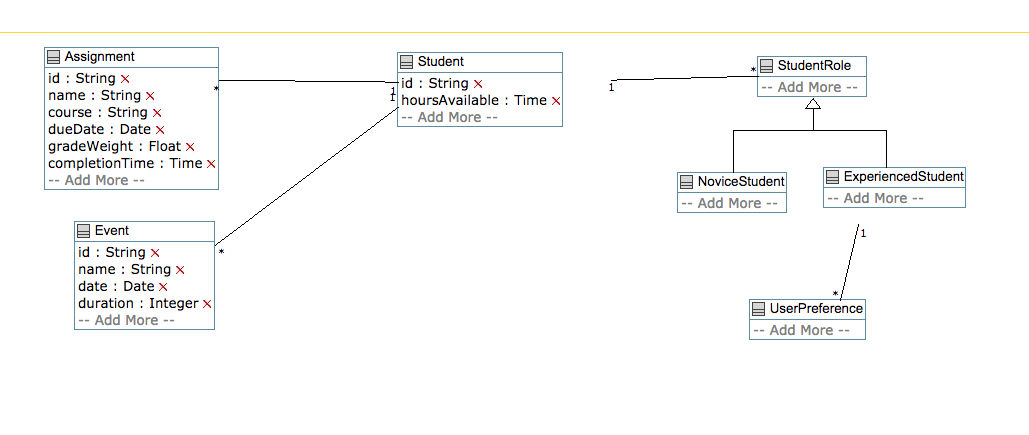 Assignment
id : String
name : String
course : String
dueDate : Date
gradeWeight : Float
completionTime : Time
-- Add More --
*
1
1
Student
id : String
hoursAvailable : Time
-- Add More --
1
*
StudentRole
-- Add More --
NoviceStudent
-- Add More --
ExperiencedStudent
-- Add More --
Event
id : String
name : String
date : Date
duration : Integer
-- Add More --
*
1
*
UserPreference
-- Add More --